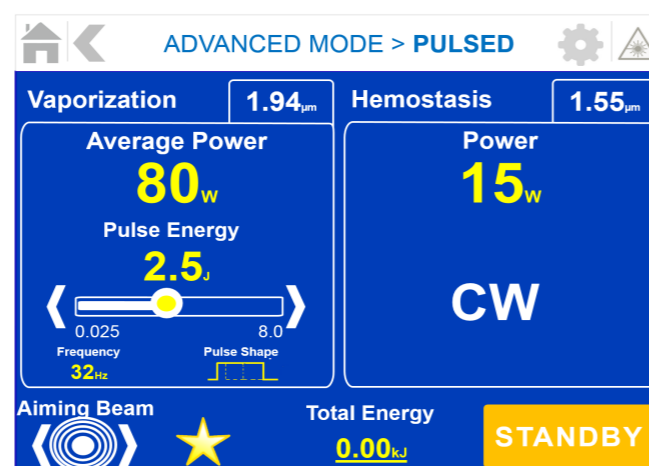 ADVANCED MODE > PULSED
Vaporization
1.94µm
Hemostasis
1.55µm
Average Power
80W
Pulse Energy
2.5J
0.025
8.0
Frequency
32Hz
Pulse Shape
Power
15W
CW
Aiming Beam
Total Energy
0.00kJ
STANDBY